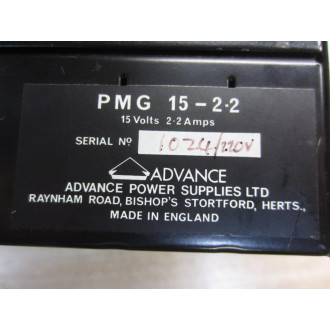 PMG 15-2·2
15 Volts 2·2 Amps
SERIAL Nº 1024/220V
ADVANCE
ADVANCE POWER SUPPLIES LTD
RAYNHAM ROAD, BISHOP'S STORTFORD, HERTS.,
MADE IN ENGLAND